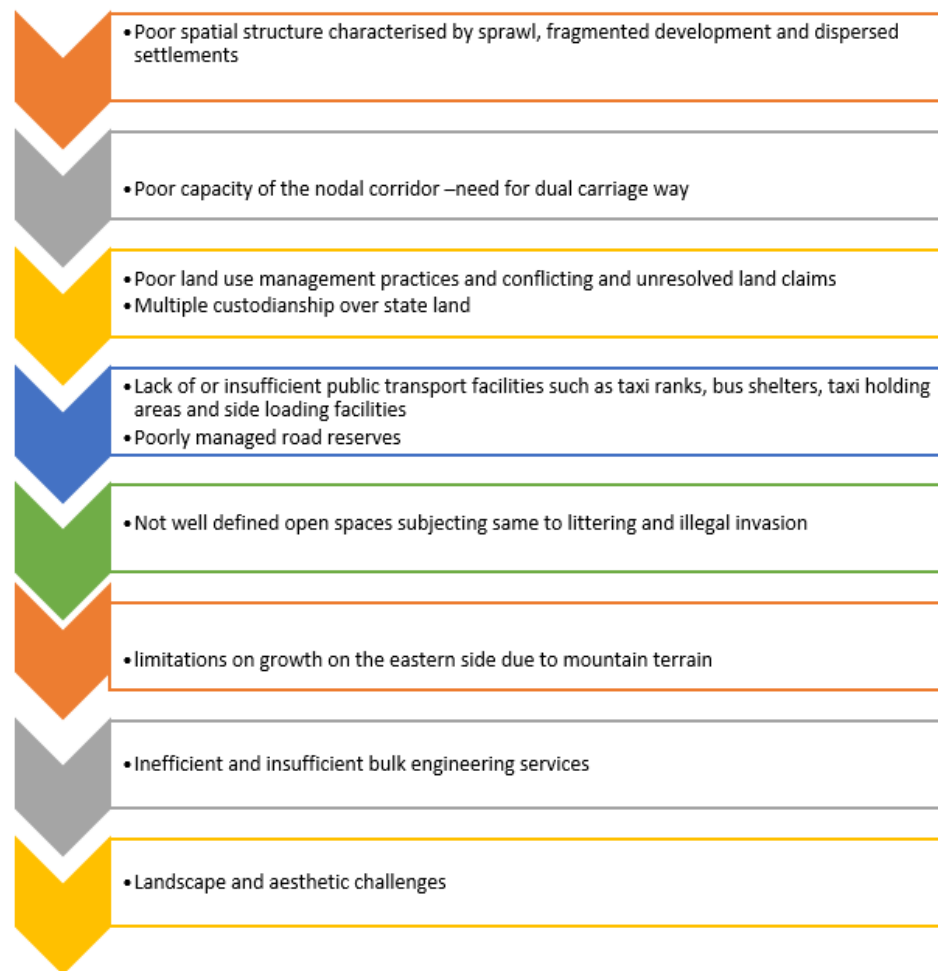 •Poor spatial structure characterised by sprawl, fragmented development and dispersed
settlements
•Poor capacity of the nodal corridor –need for dual carriage way
•Poor land use management practices and conflicting and unresolved land claims
•Multiple custodianship over state land
•Lack of or insufficient public transport facilities such as taxi ranks, bus shelters, taxi holding
areas and side loading facilities
•Poorly managed road reserves
•Not well defined open spaces subjecting same to littering and illegal invasion
•limitations on growth on the eastern side due to mountain terrain
•Inefficient and insufficient bulk engineering services
•Landscape and aesthetic challenges